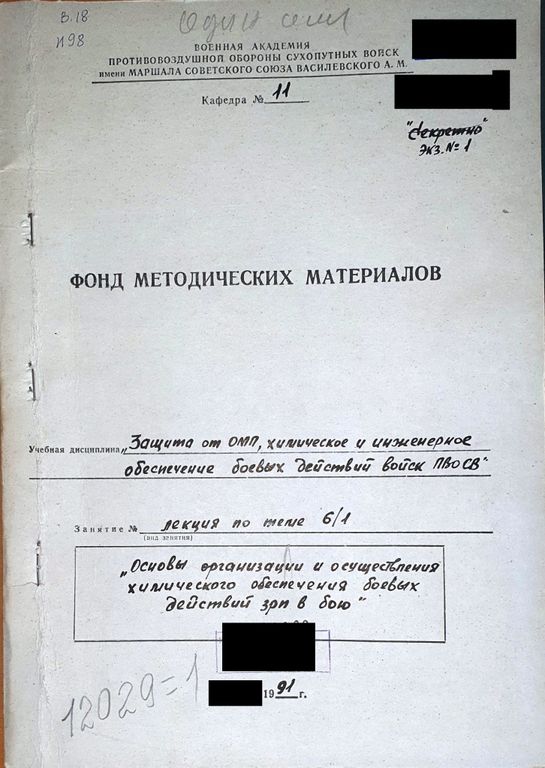 В.18
И98
Один
ВОЕННАЯ АКАДЕМИЯ
ПРОТИВОВОЗДУШНОЙ ОБОРОНЫ СУХОПУТНЫХ ВОЙСК
имени МАРШАЛА СОВЕТСКОГО СОЮЗА ВАСИЛЕВСКОГО А. М.
Кафедра № 11
"Секретно"
Экз. № 1
ФОНД МЕТОДИЧЕСКИХ МАТЕРИАЛОВ
Учебная дисциплина „Защита от ОМП, химическое и инженерное
обеспечение боевых действий войск ПВО СВ"
Занятие № лекция по теме 6/1
(вид занятия)
„Основы организации и осуществления
химического обеспечения боевых
действий зрп в бою"
1991 г.
12029=1